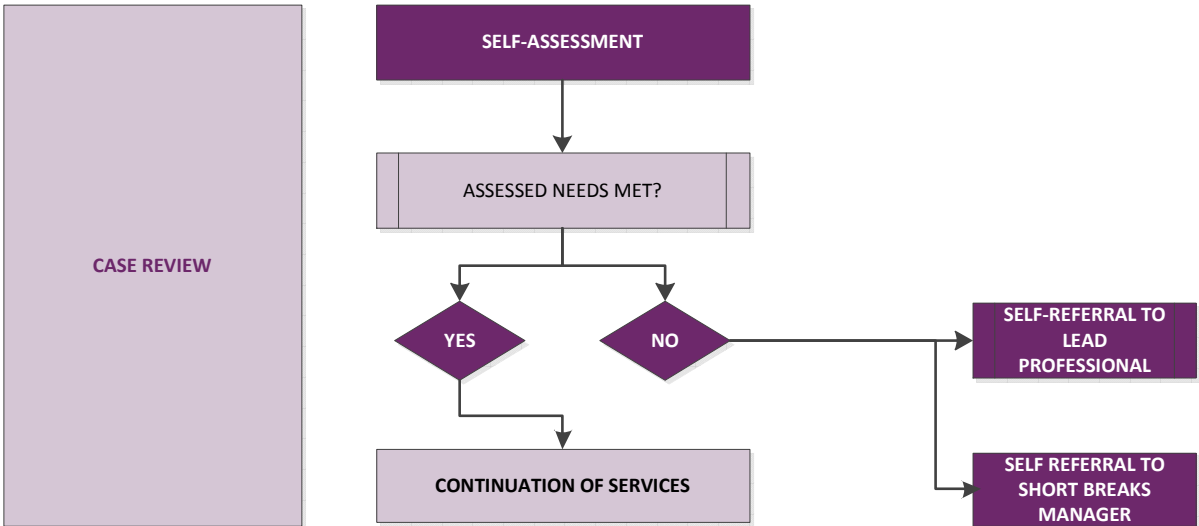 SELF-ASSESSMENT
ASSESSED NEEDS MET?
CASE REVIEW
YES
NO
SELF-REFERRAL TO
LEAD
PROFESSIONAL
CONTINUATION OF SERVICES
SELF REFERRAL TO
SHORT BREAKS
MANAGER